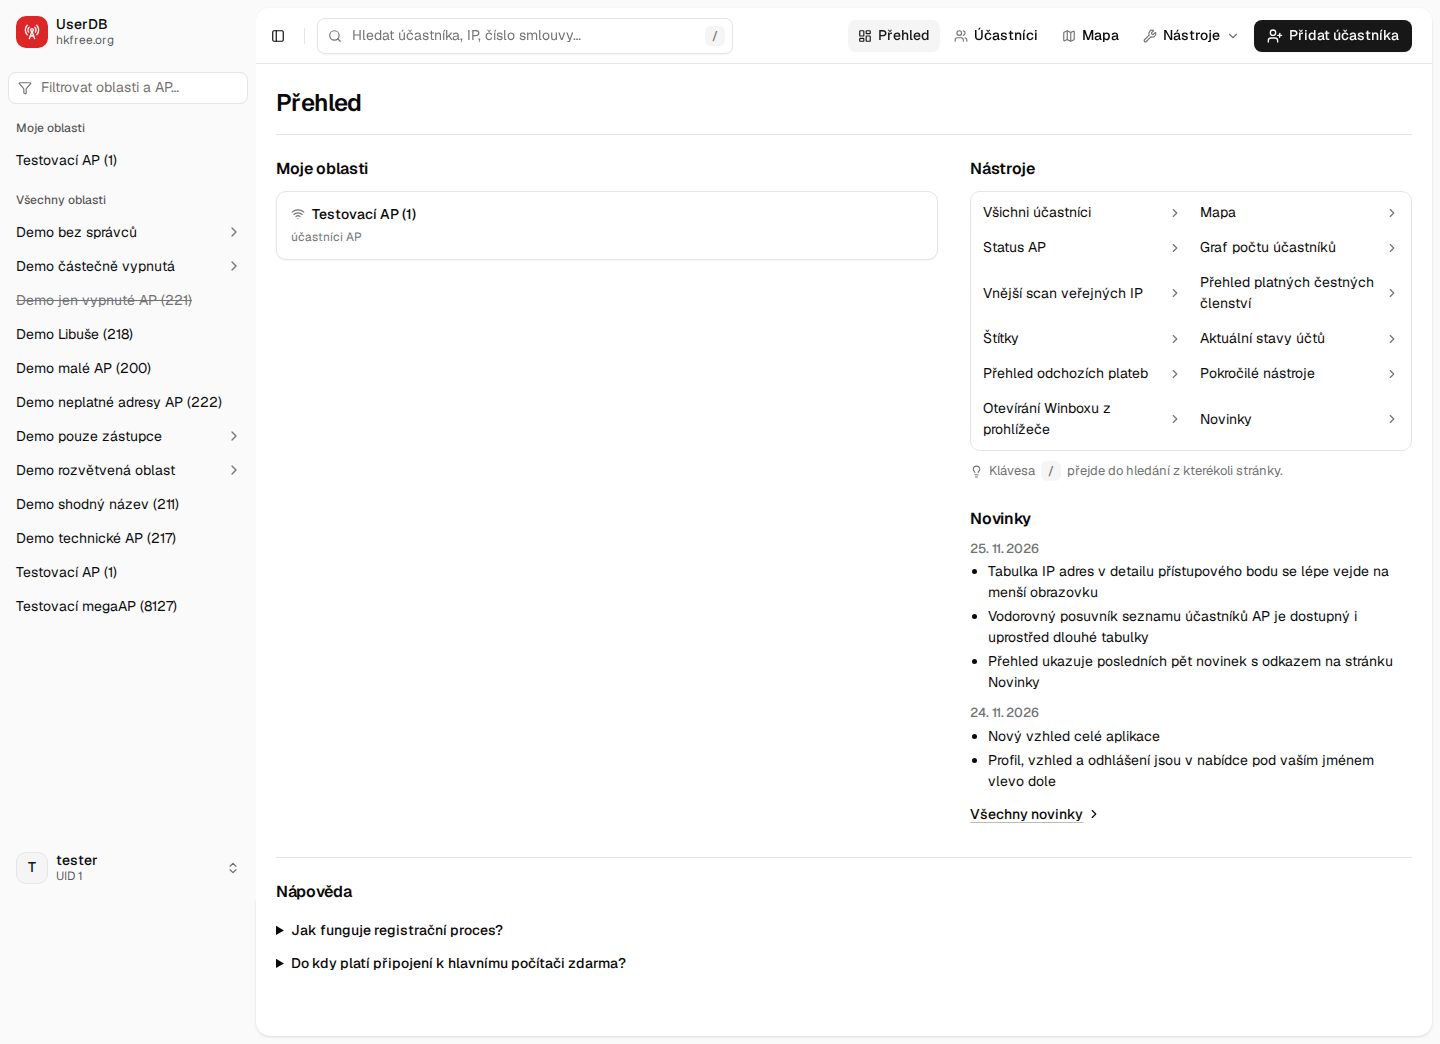 UserDB
hkfree.org
Filtrovat oblasti a AP...
Moje oblasti
Testovací AP (1)
Všechny oblasti
Demo bez správců
Demo částečně vypnutá
Demo jen vypnuté AP (221)
Demo Libuše (218)
Demo malé AP (200)
Demo neplatné adresy AP (222)
Demo pouze zástupce
Demo rozvětvená oblast
Demo shodný název (211)
Demo technické AP (217)
Testovací AP (1)
Testovací megaAP (8127)
T
tester
UID 1
Hledat účastníka, IP, číslo smlouvy...
/
Přehled
Účastníci
Mapa
Nástroje
Přidat účastníka
Přehled
Moje oblasti
Testovací AP (1)
účastníci AP
Nástroje
Všichni účastníci
Mapa
Status AP
Graf počtu účastníků
Vnější scan veřejných IP
Přehled platných čestných
členství
Štítky
Aktuální stavy účtů
Přehled odchozích plateb
Pokročilé nástroje
Otevírání Winboxu z
prohlížeče
Novinky
Klávesa / přejde do hledání z kterékoli stránky.
Novinky
25. 11. 2026
Tabulka IP adres v detailu přístupového bodu se lépe vejde na
menší obrazovku
Vodorovný posuvník seznamu účastníků AP je dostupný i
uprostřed dlouhé tabulky
Přehled ukazuje posledních pět novinek s odkazem na stránku
Novinky
24. 11. 2026
Nový vzhled celé aplikace
Profil, vzhled a odhlášení jsou v nabídce pod vaším jménem
vlevo dole
Všechny novinky
Nápověda
Jak funguje registrační proces?
Do kdy platí připojení k hlavnímu počítači zdarma?